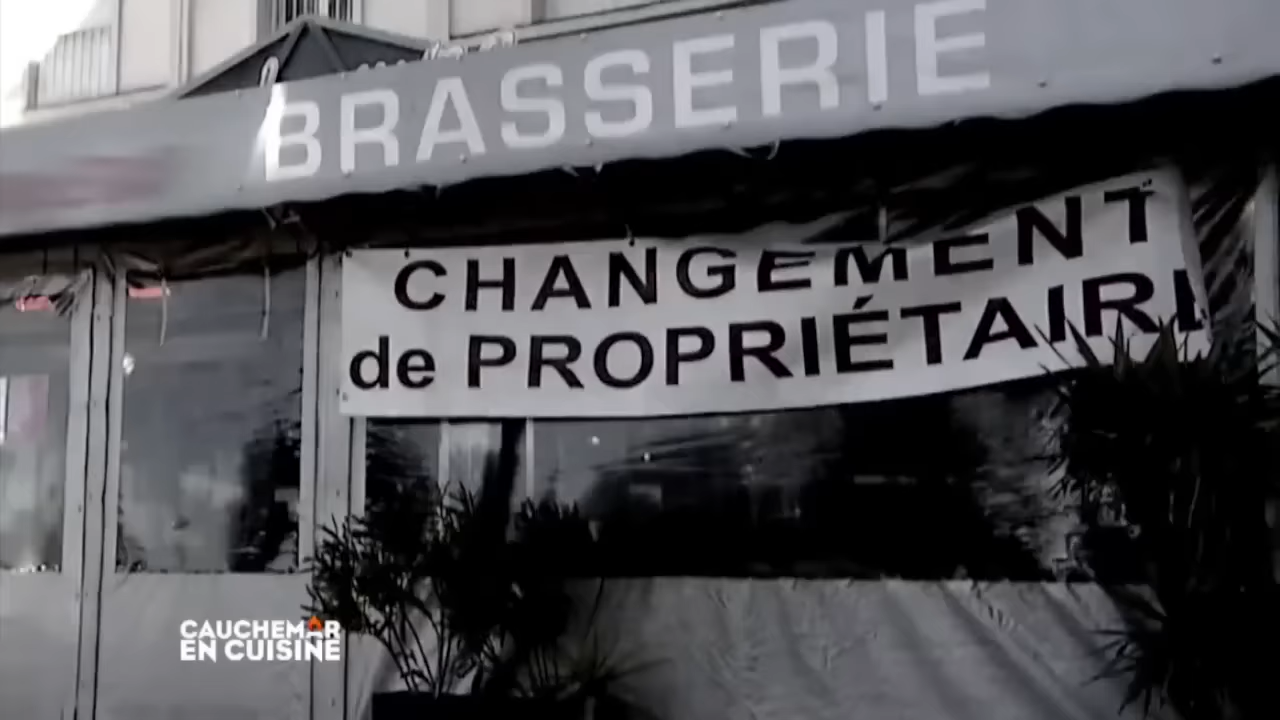 BRASSERIE
CHANGEMENT
de PROPRIÉTAIRE
CAUCHEMAR
EN CUISINE